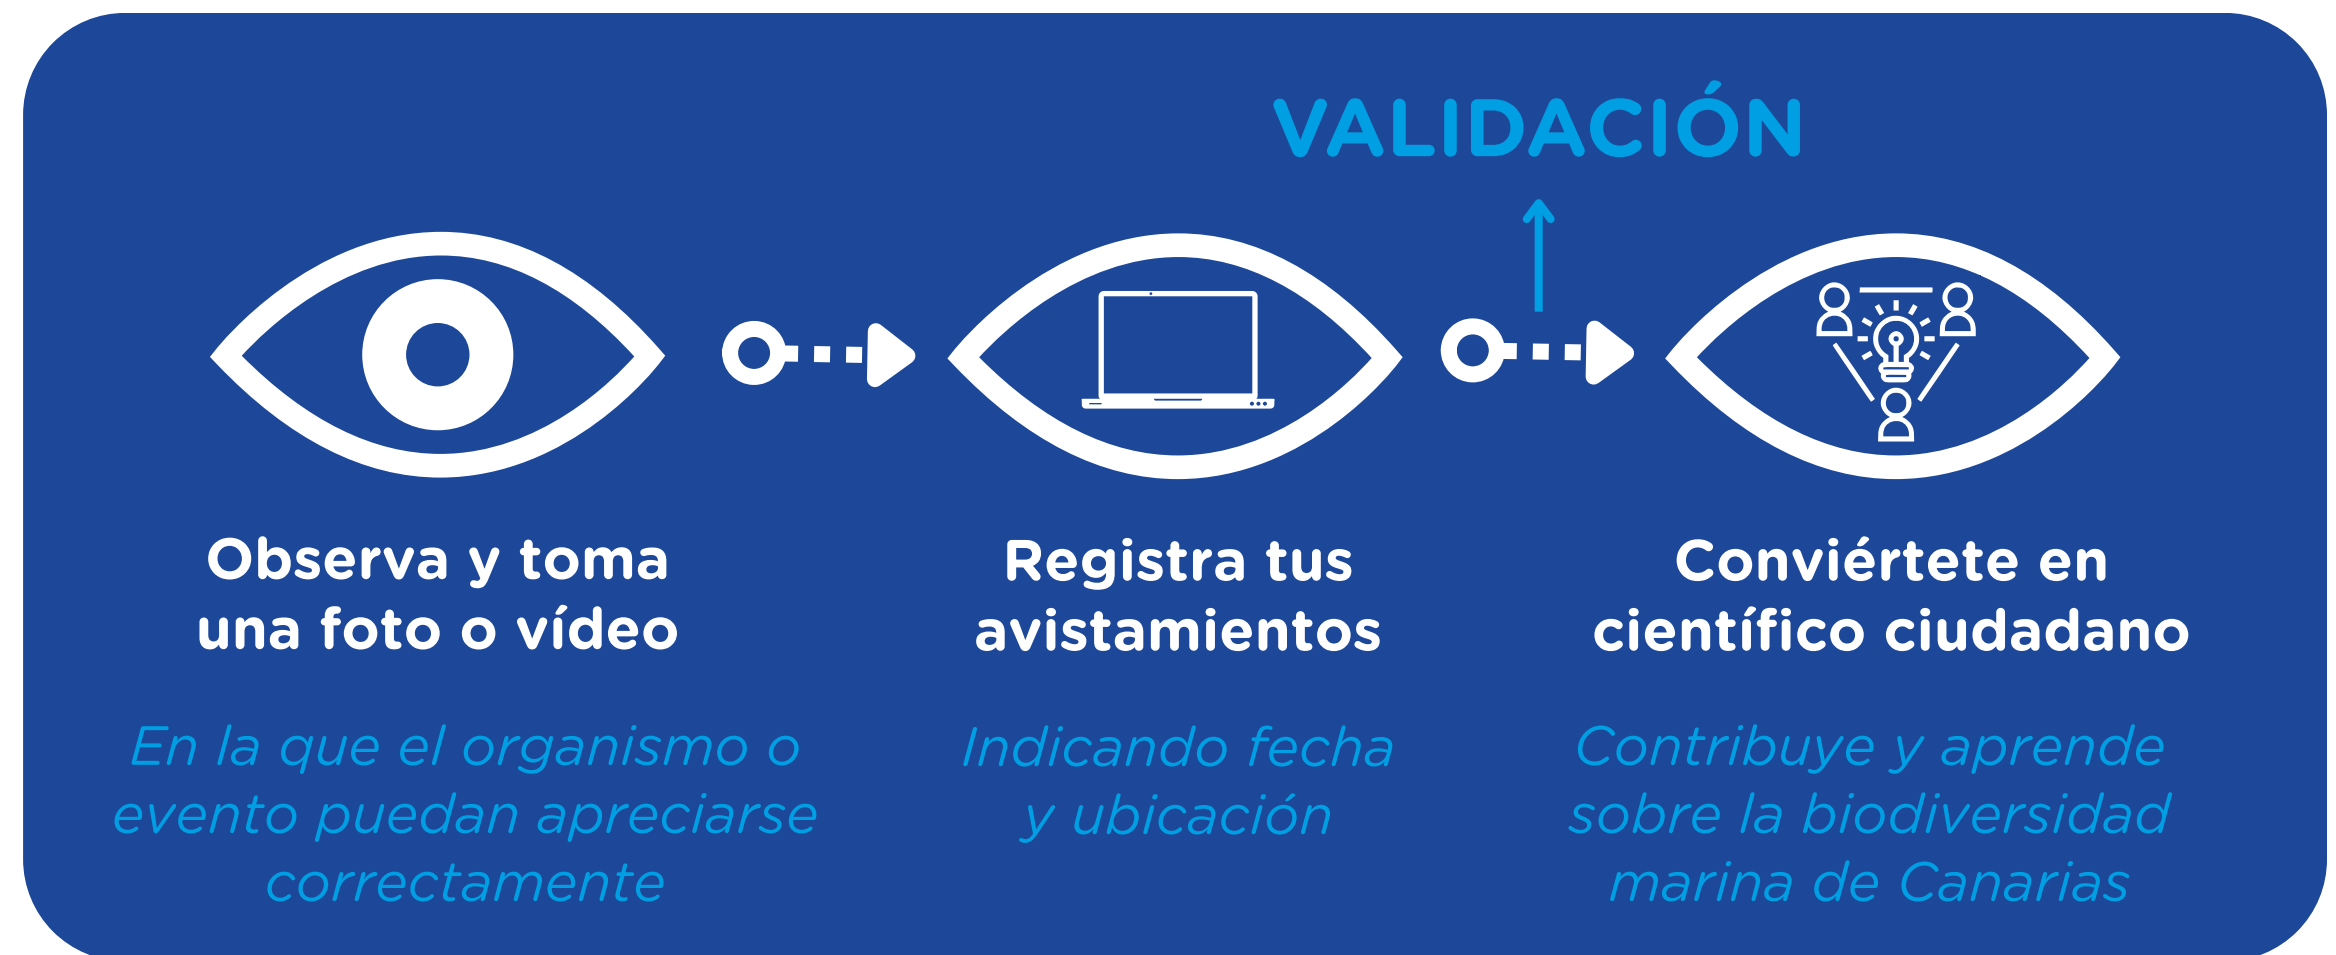 VALIDACIÓN
Observa y toma
una foto o vídeo
En la que el organismo o
evento puedan apreciarse
correctamente
Registra tus
avistamientos
Indicando fecha
y ubicación
Conviértete en
científico ciudadano
Contribuye y aprende
sobre la biodiversidad
marina de Canarias